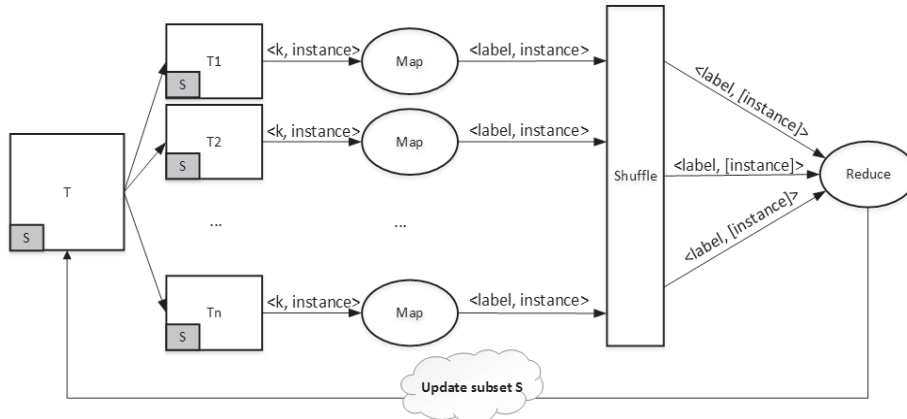 T1
S
<k, instance>
Map
<label, instance>
T2
S
<k, instance>
Map
<label, instance>
T
S
Shuffle
<label, [instance]>
<label, [instance]>
<label, [instance]>
Reduce
...
...
Tn
S
<k, instance>
Map
<label, instance>
Update subset S